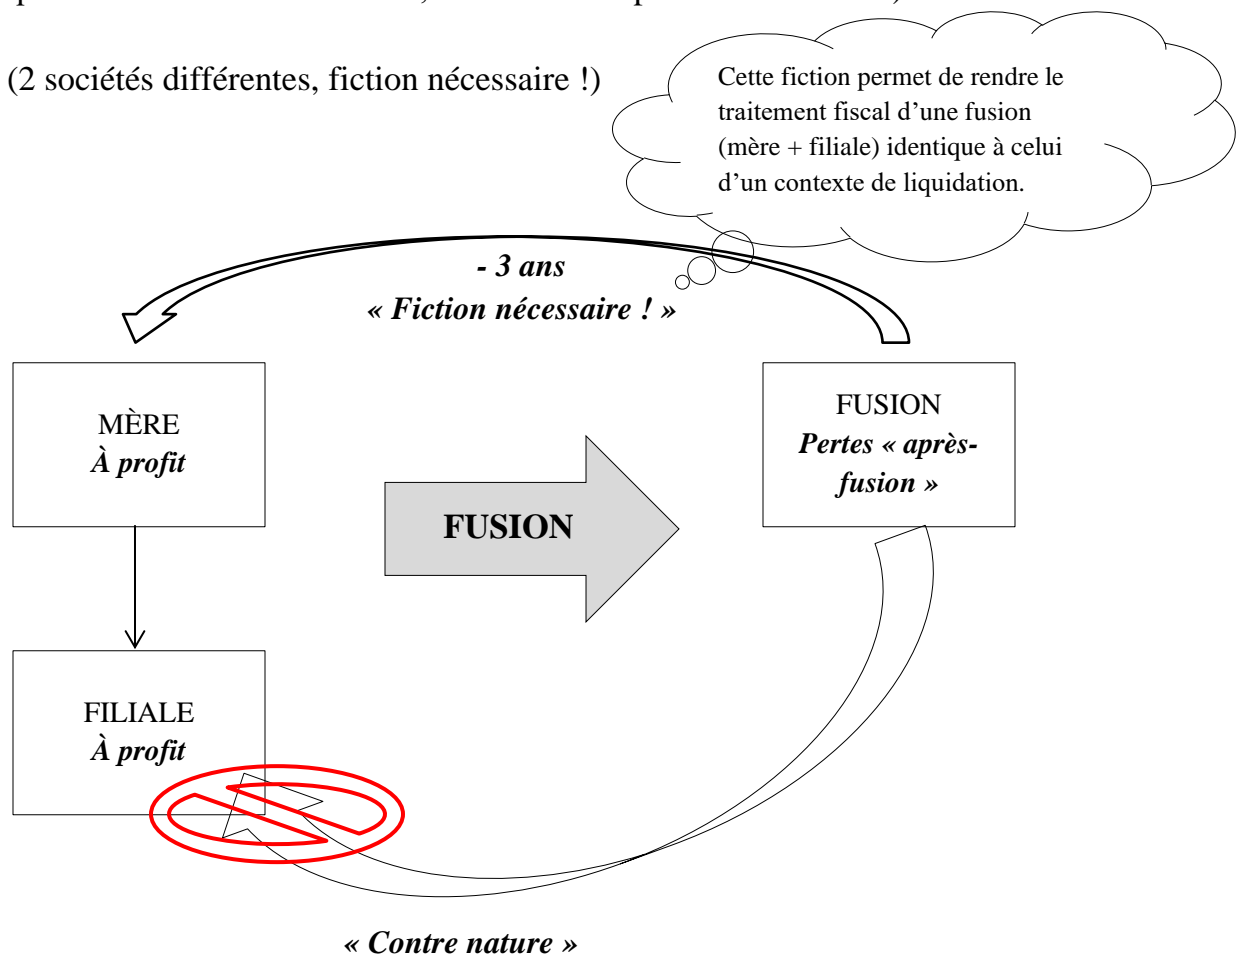 (2 sociétés différentes, fiction nécessaire !)
Cette fiction permet de rendre le
traitement fiscal d’une fusion
(mère + filiale) identique à celui
d’un contexte de liquidation.
- 3 ans
« Fiction nécessaire ! »
MÈRE
À profit
FUSION
Pertes « après-
fusion »
FUSION
FILIALE
À profit
« Contre nature »